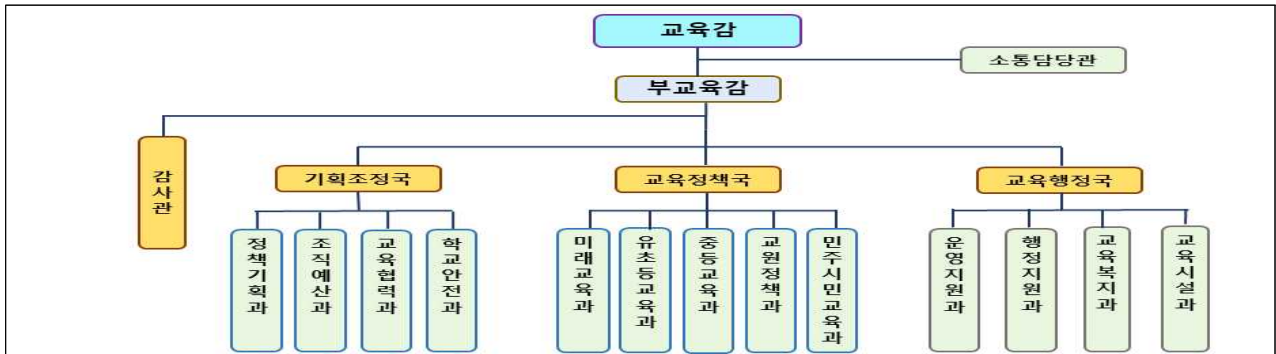 교육감
소통담당관
부교육감
감사관
기획조정국
교육정책국
교육행정국
정책기획과
조직예산과
교육협력과
학교안전과
미래교육과
유초등교육과
중등교육과
교원정책과
민주시민교육과
운영지원과
행정지원과
교육복지과
교육시설과